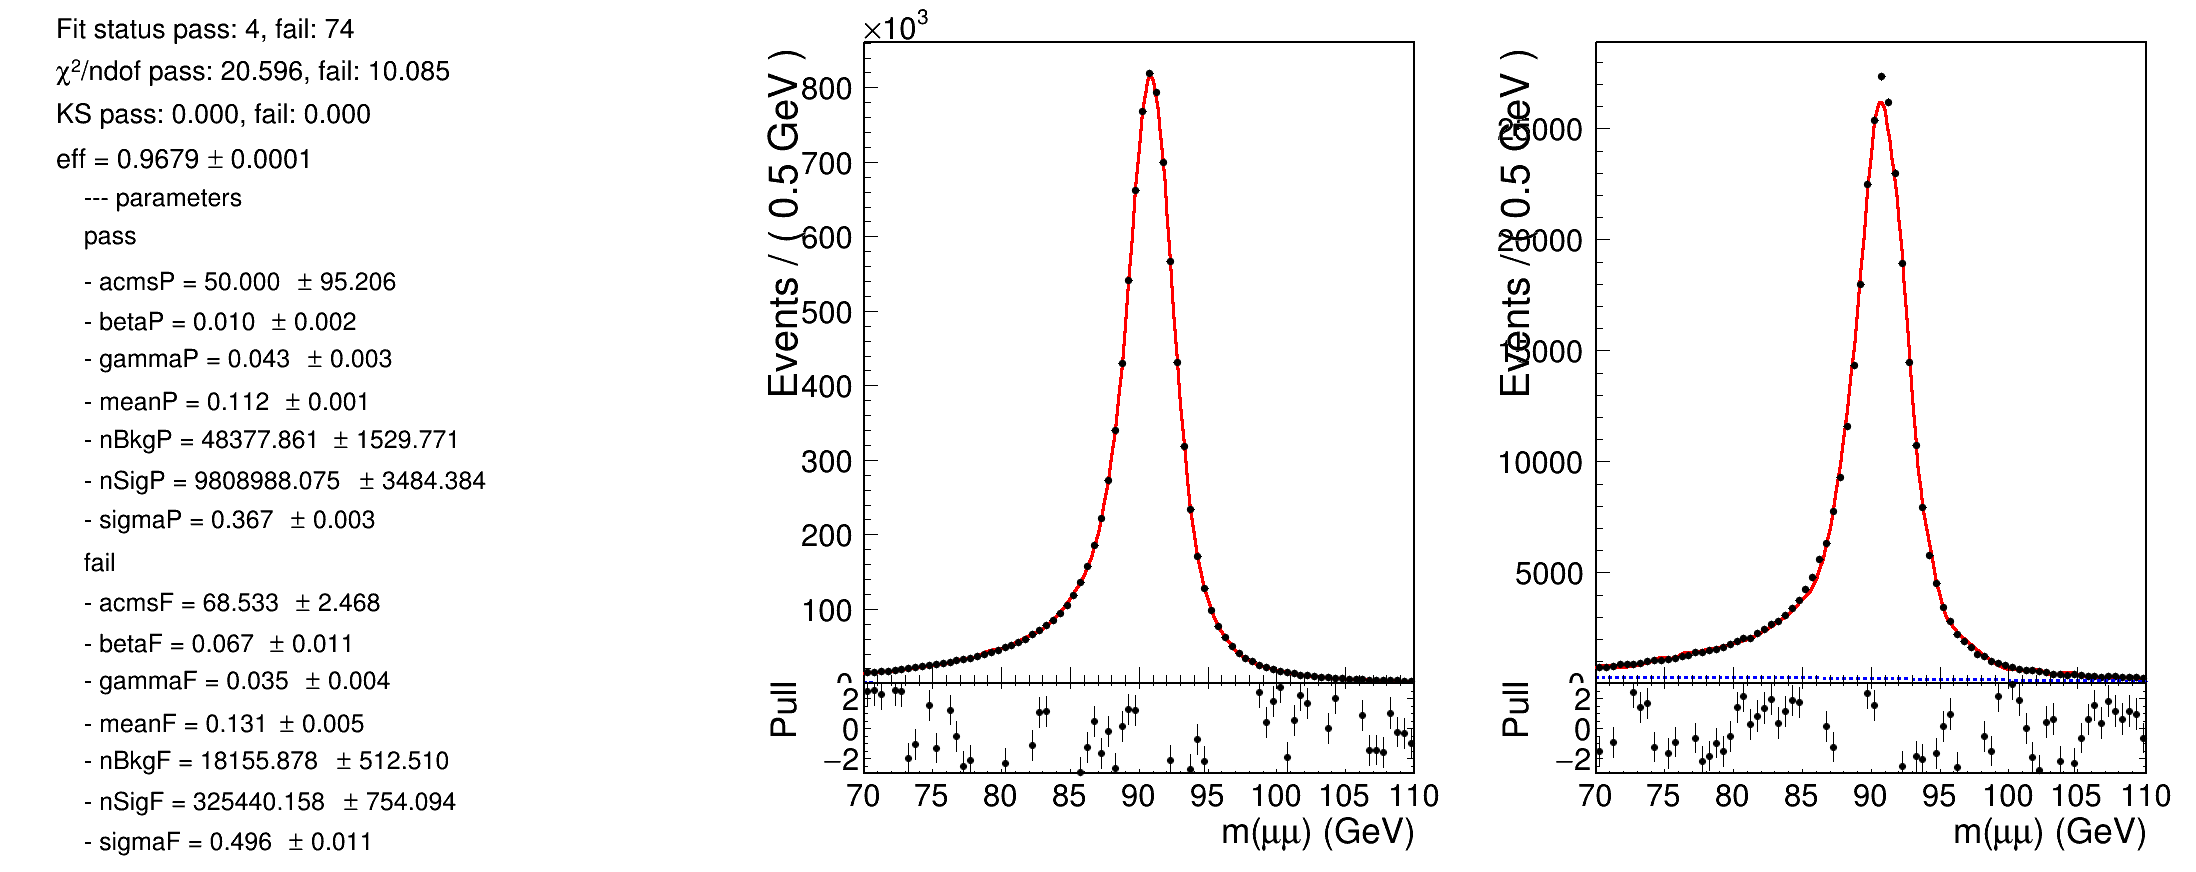 Fit status pass: 4, fail: 74
χ²/ndof pass: 20.596, fail: 10.085
KS pass: 0.000, fail: 0.000
eff = 0.9679 ± 0.0001
--- parameters
pass
- acmsP = 50.000 ± 95.206
- betaP = 0.010 ± 0.002
- gammaP = 0.043 ± 0.003
- meanP = 0.112 ± 0.001
- nBkgP = 48377.861 ± 1529.771
- nSigP = 9808988.075 ± 3484.384
- sigmaP = 0.367 ± 0.003
fail
- acmsF = 68.533 ± 2.468
- betaF = 0.067 ± 0.011
- gammaF = 0.035 ± 0.004
- meanF = 0.131 ± 0.005
- nBkgF = 18155.878 ± 512.510
- nSigF = 325440.158 ± 754.094
- sigmaF = 0.496 ± 0.011
×10³
Events / ( 0.5 GeV )
800
700
600
500
400
300
200
100
0
Pull
2
0
−2
70 75 80 85 90 95 100 105 110
m(μμ) (GeV)
Events / ( 0.5 GeV )
25000
20000
15000
10000
5000
0
Pull
2
0
−2
70 75 80 85 90 95 100 105 110
m(μμ) (GeV)